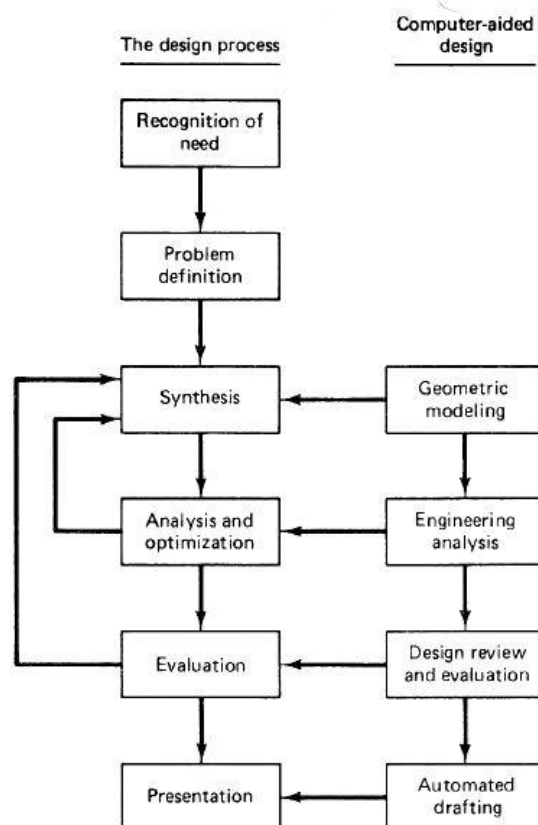 The design process
Computer-aided
design
Recognition of
need
Problem
definition
Synthesis
Geometric
modeling
Analysis and
optimization
Engineering
analysis
Evaluation
Design review
and evaluation
Presentation
Automated
drafting